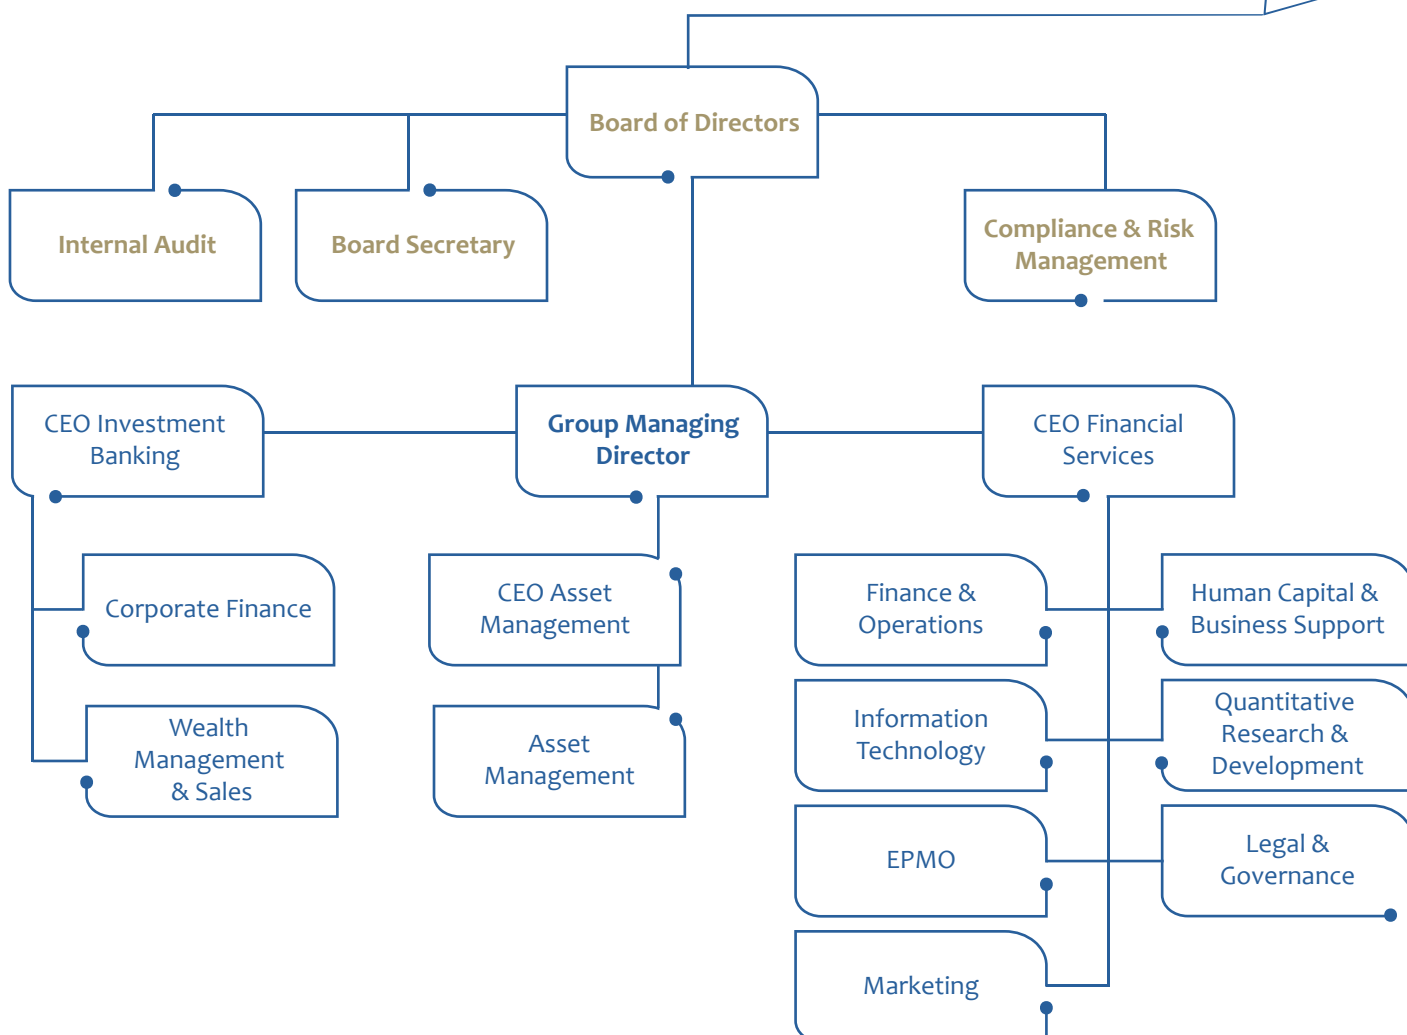 Board of Directors
Internal Audit
Board Secretary
Compliance & Risk
Management
CEO Investment
Banking
Group Managing
Director
CEO Financial
Services
Corporate Finance
CEO Asset
Management
Finance &
Operations
Human Capital &
Business Support
Wealth
Management
& Sales
Asset
Management
Information
Technology
Quantitative
Research &
Development
EPMO
Legal &
Governance
Marketing